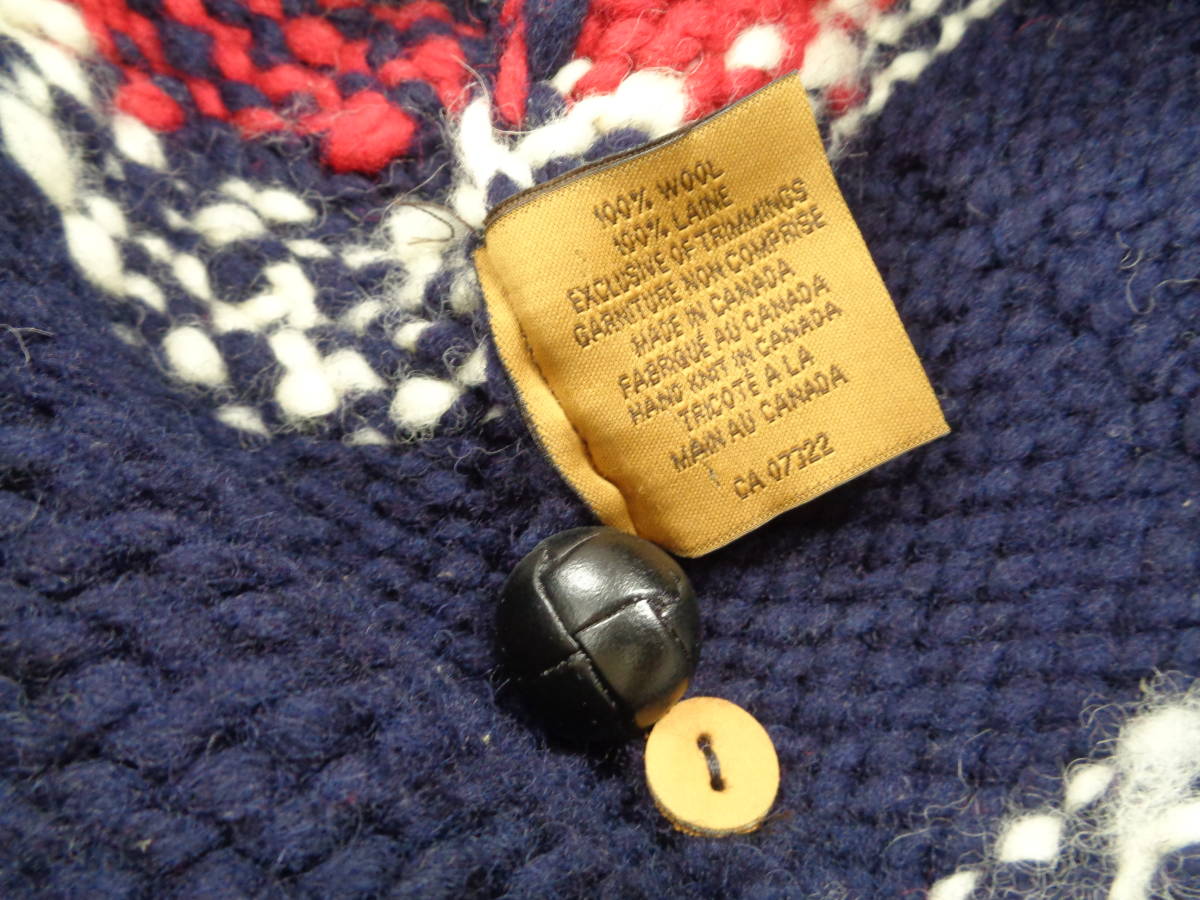 100% WOOL
100% LAINE
EXCLUSIVE OF TRIMMINGS
GARNITURE NON COMPRISE
MADE IN CANADA
FABRIQUÉ AU CANADA
HAND KNIT IN CANADA
TRICOTÉ A LA
MAIN AU CANADA
CA 07122